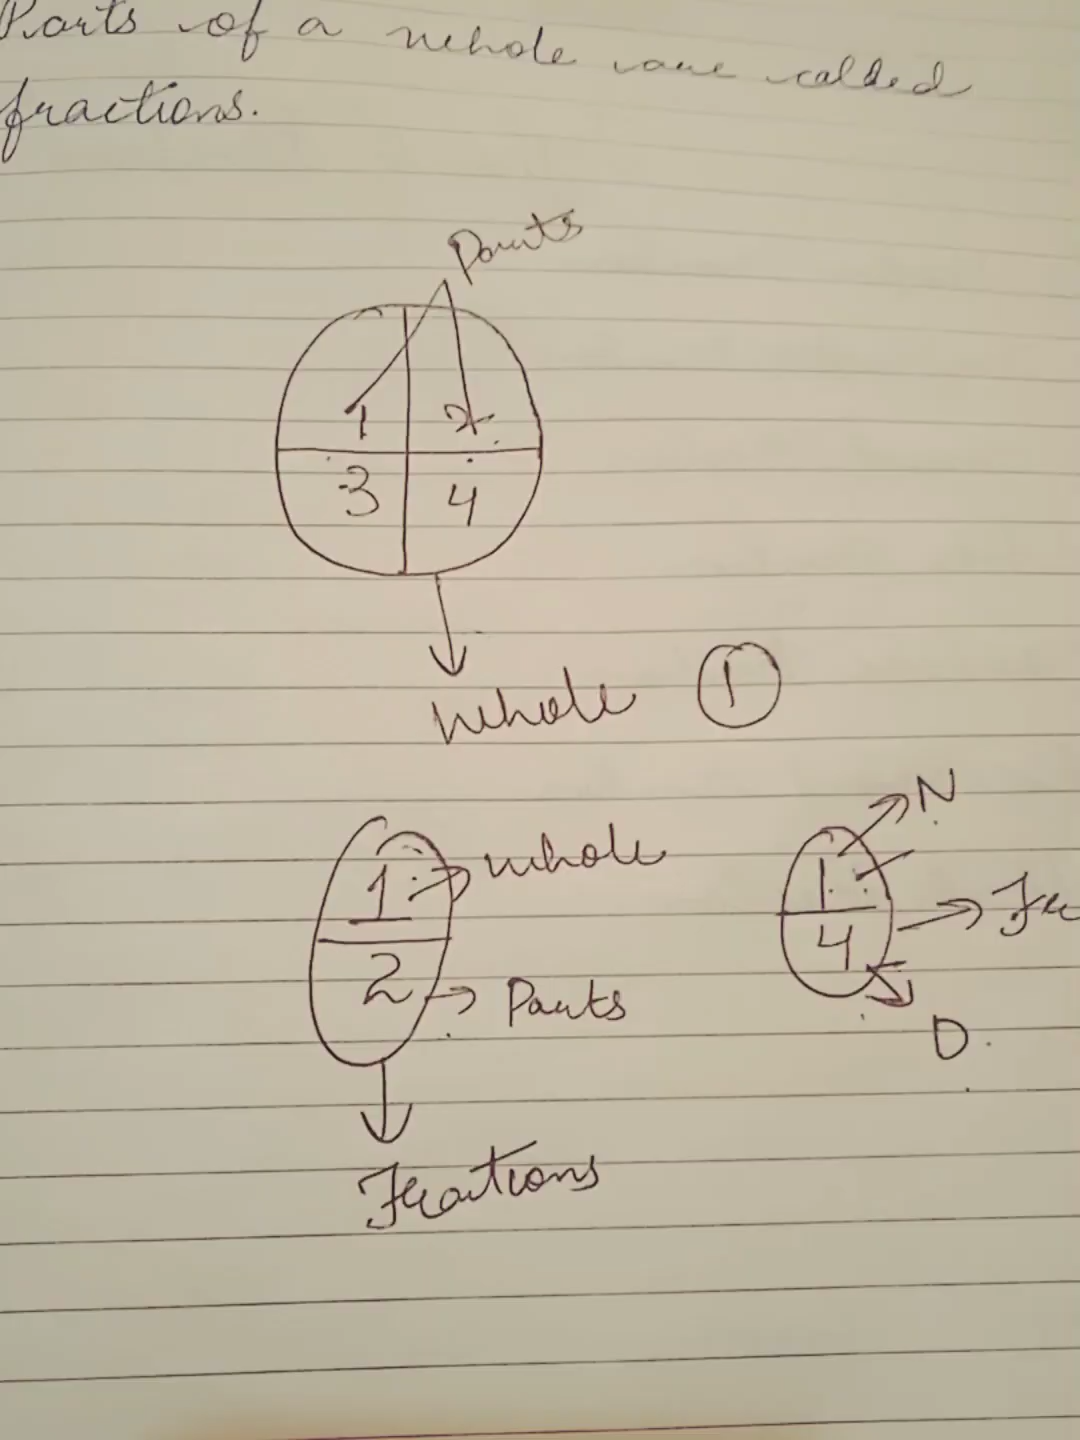 Parts of a whole are called
fractions.
Parts
1 2
3 4
Whole 1
N
1 → whole
1
2 → Parts
4
D.
Fractions